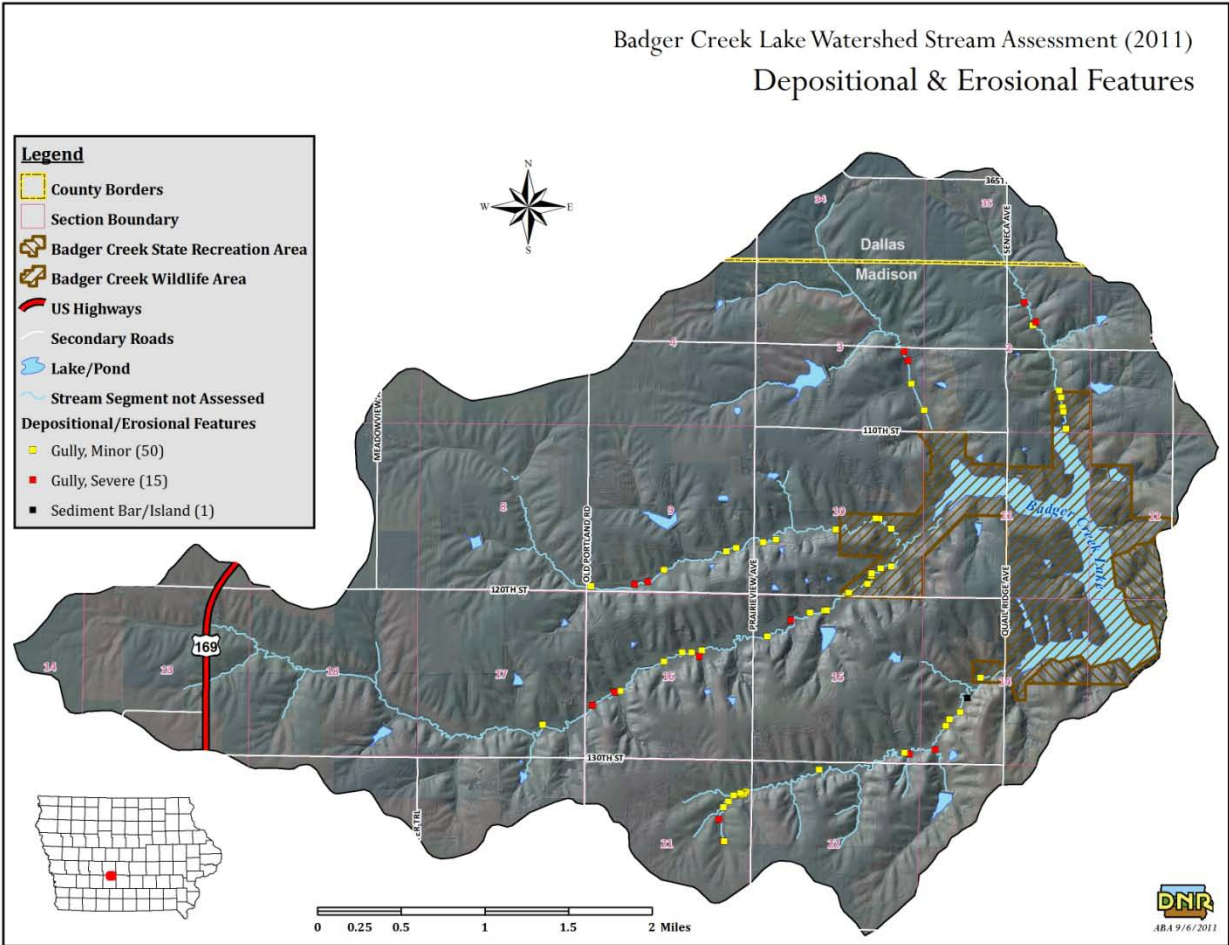 Badger Creek Lake Watershed Stream Assessment (2011)
Depositional & Erosional Features
Legend
County Borders
Section Boundary
Badger Creek State Recreation Area
Badger Creek Wildlife Area
US Highways
Secondary Roads
Lake/Pond
Stream Segment not Assessed
Depositional/Erosional Features
Gully, Minor (50)
Gully, Severe (15)
Sediment Bar/Island (1)
N
W E
S
34
35
SENECA AVE
Dallas
Madison
4
3
2
MEADOWVIEW
110TH ST
8
9
10
11
12
Badger Creek Lake
OLD PORTLAND RD
PRAIRIEVIEW AVE
QUAIL RIDGE AVE
120TH ST
169
14
13
18
17
16
15
14
130TH ST
21
22
0 0.25 0.5 1 1.5 2 Miles
DNR
ABA 9/6/2011